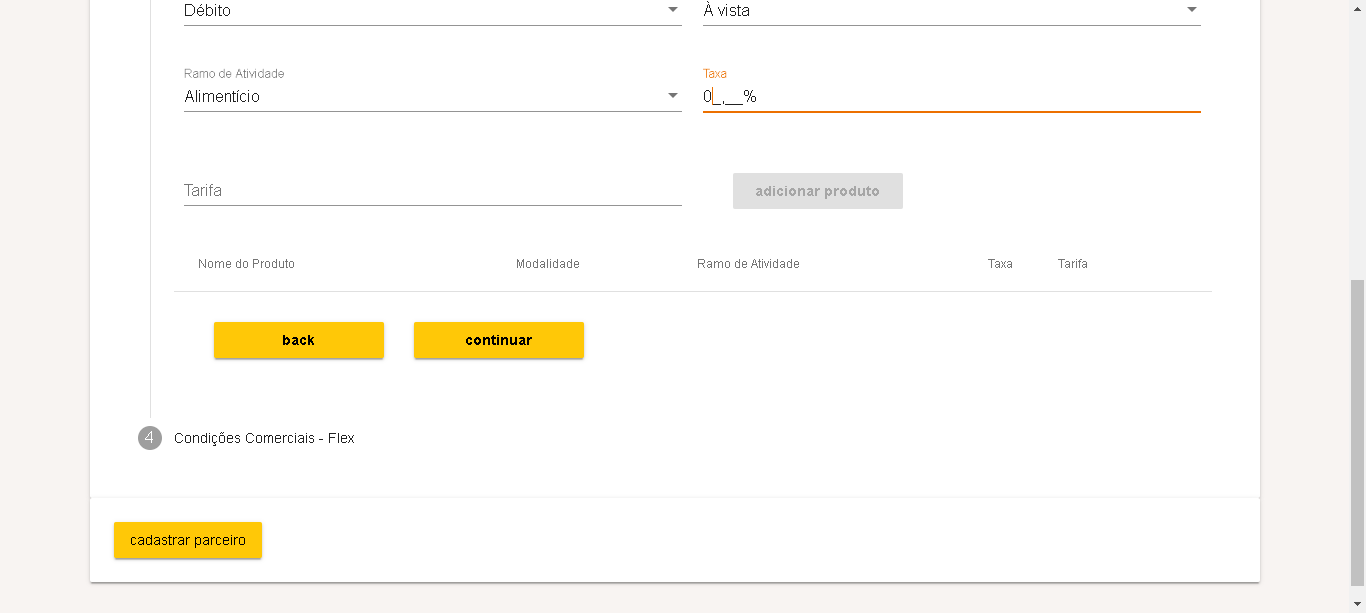 Débito À vista
Ramo de Atividade Taxa
Alimentício 0_,__%
Tarifa adicionar produto
Nome do Produto Modalidade Ramo de Atividade Taxa Tarifa
back continuar
4 Condições Comerciais - Flex
cadastrar parceiro